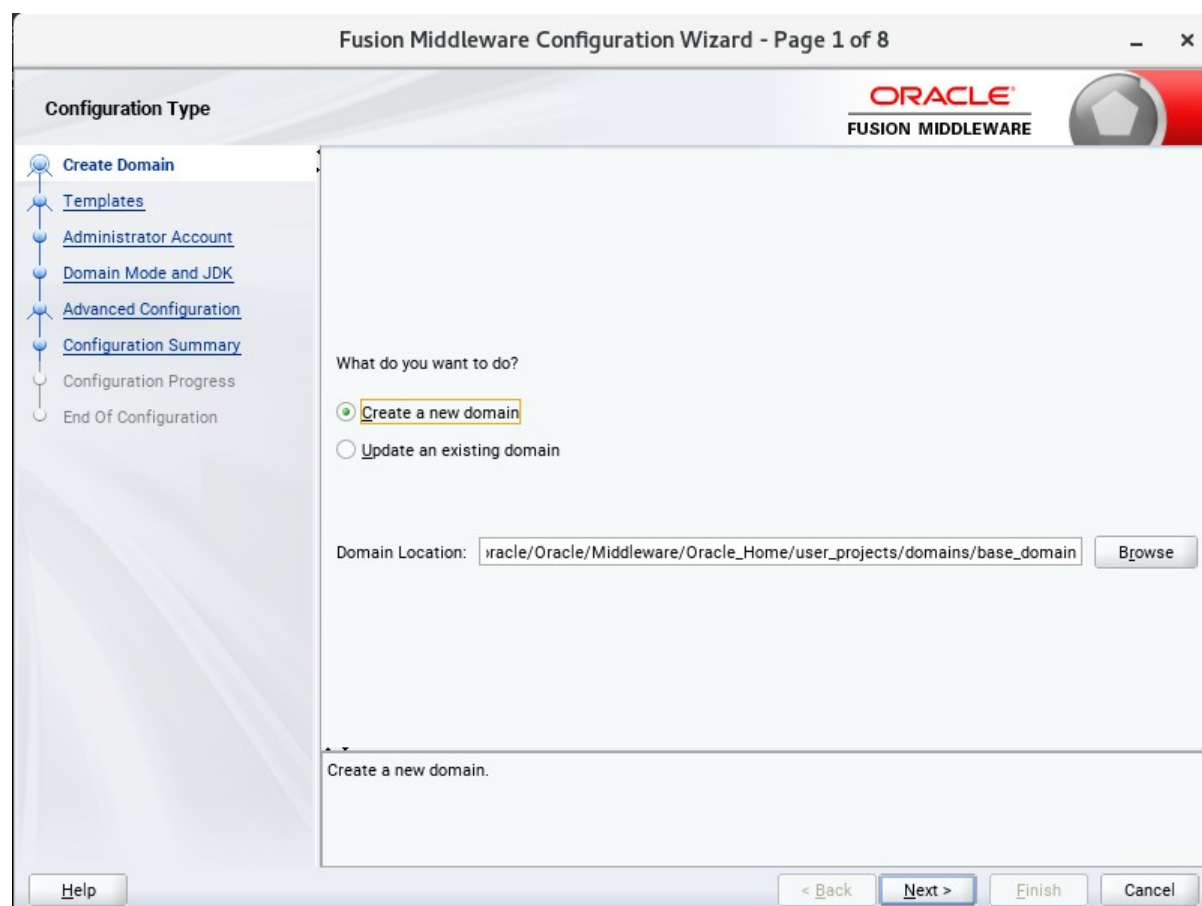 Fusion Middleware Configuration Wizard - Page 1 of 8
Configuration Type
ORACLE
FUSION MIDDLEWARE
Create Domain
Templates
Administrator Account
Domain Mode and JDK
Advanced Configuration
Configuration Summary
Configuration Progress
End Of Configuration
What do you want to do?
Create a new domain
Update an existing domain
Domain Location: racle/Oracle/Middleware/Oracle_Home/user_projects/domains/base_domain Browse
Create a new domain.
Help < Back Next > Finish Cancel